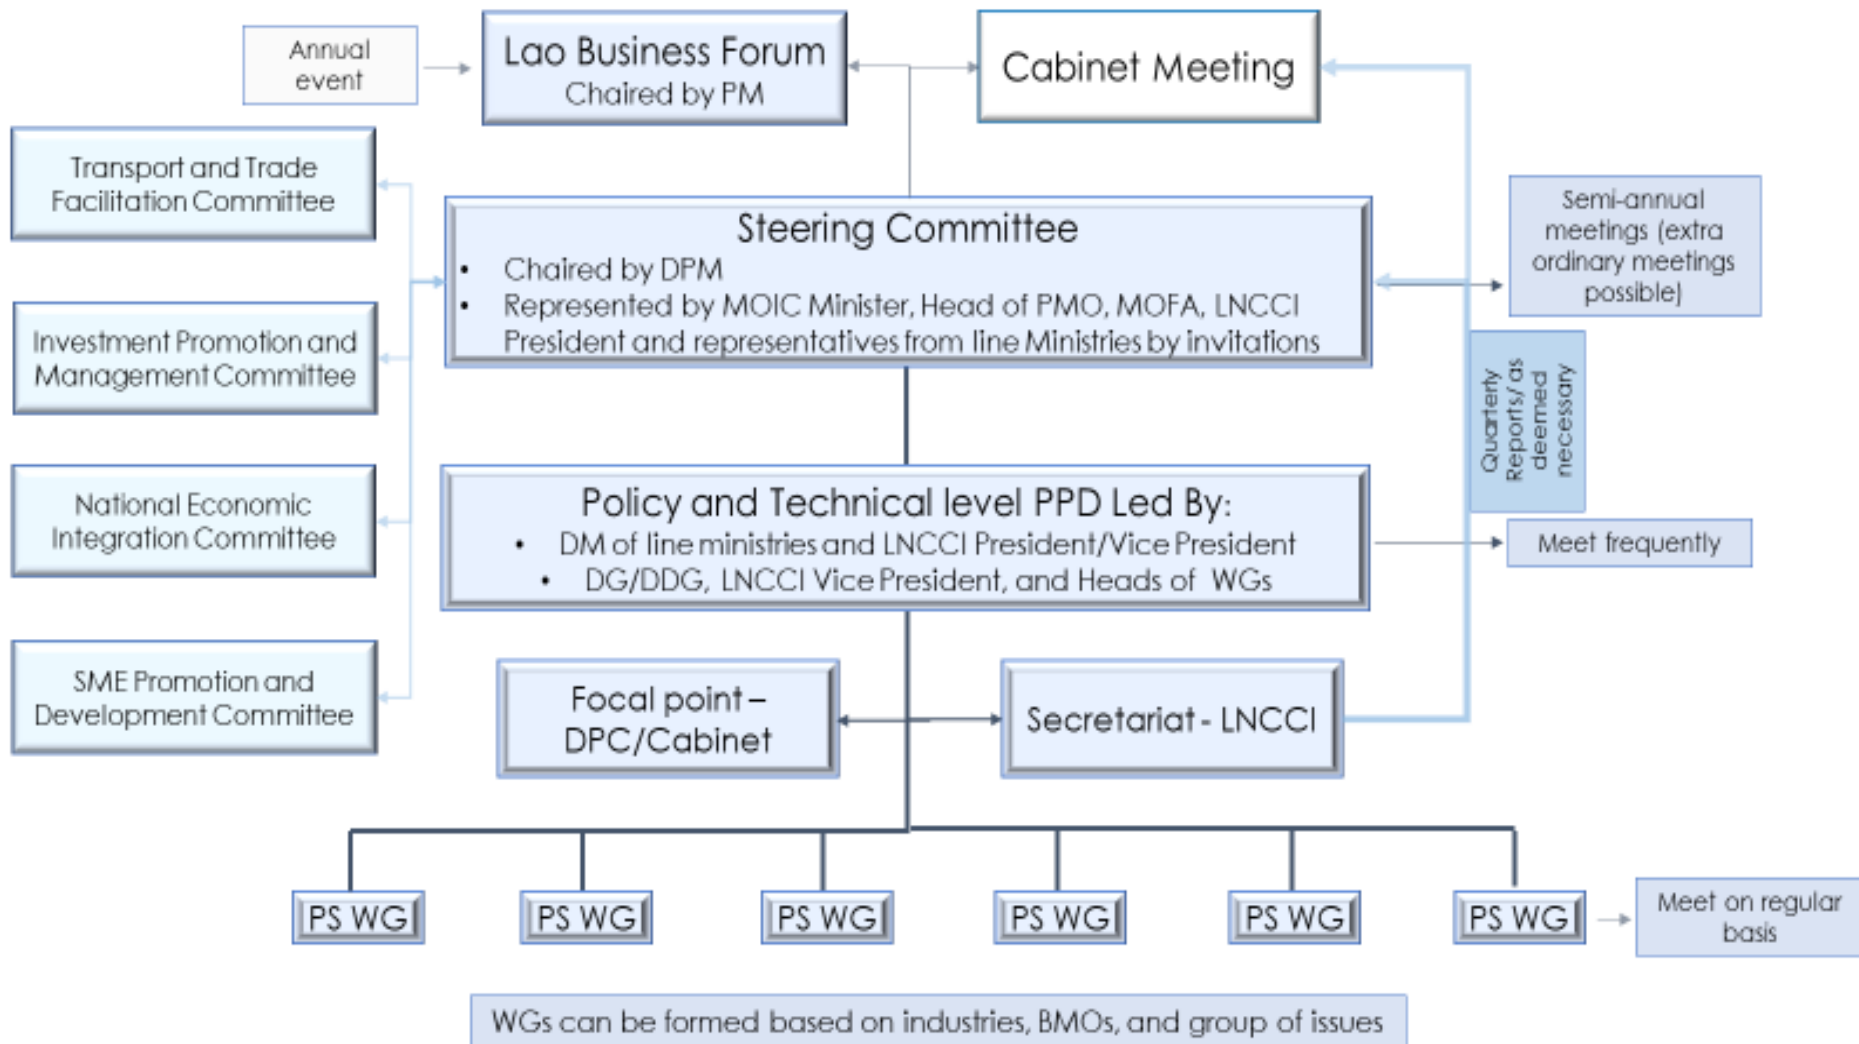 Annual
event
Lao Business Forum
Chaired by PM
Cabinet Meeting
Transport and Trade
Facilitation Committee
Investment Promotion and
Management Committee
National Economic
Integration Committee
SME Promotion and
Development Committee
Steering Committee
• Chaired by DPM
• Represented by MOIC Minister, Head of PMO, MOFA, LNCCI
President and representatives from line Ministries by invitations
Semi-annual
meetings (extra
ordinary meetings
possible)
Quarterly
Reports/ as
deemed
necessary
Policy and Technical level PPD Led By:
• DM of line ministries and LNCCI President/Vice President
• DG/DDG, LNCCI Vice President, and Heads of WGs
Meet frequently
Focal point –
DPC/Cabinet
Secretariat - LNCCI
PS WG
PS WG
PS WG
PS WG
PS WG
PS WG
Meet on regular
basis
WGs can be formed based on industries, BMOs, and group of issues